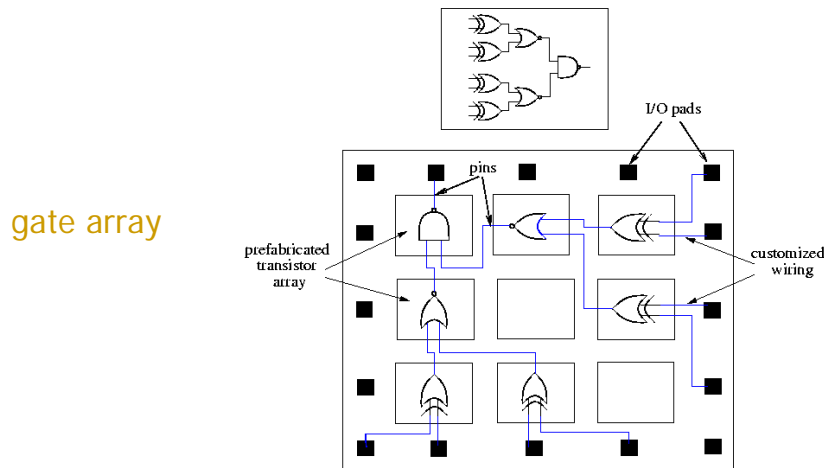 gate array
I/O pads
pins
prefabricated
transistor
array
customized
wiring